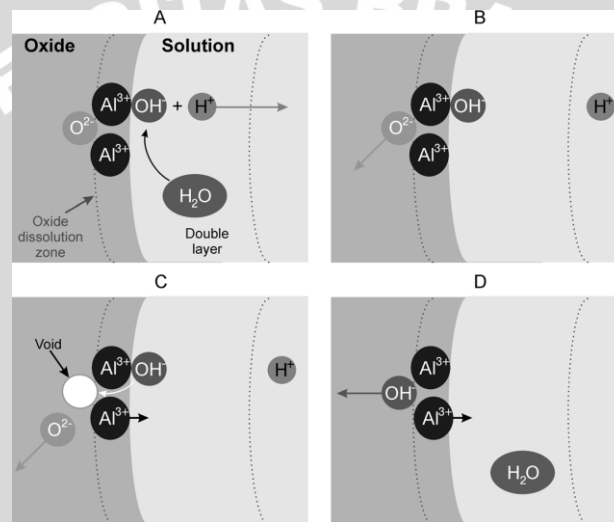 A
Oxide Solution
Al³⁺ OH⁻ + H⁺
O²⁻
Al³⁺
H₂O
Oxide
dissolution
zone
Double
layer
B
Al³⁺ OH⁻ H⁺
O²⁻
Al³⁺
C
Void
Al³⁺ OH⁻ H⁺
Al³⁺
O²⁻
D
Al³⁺
OH⁻
Al³⁺
H₂O